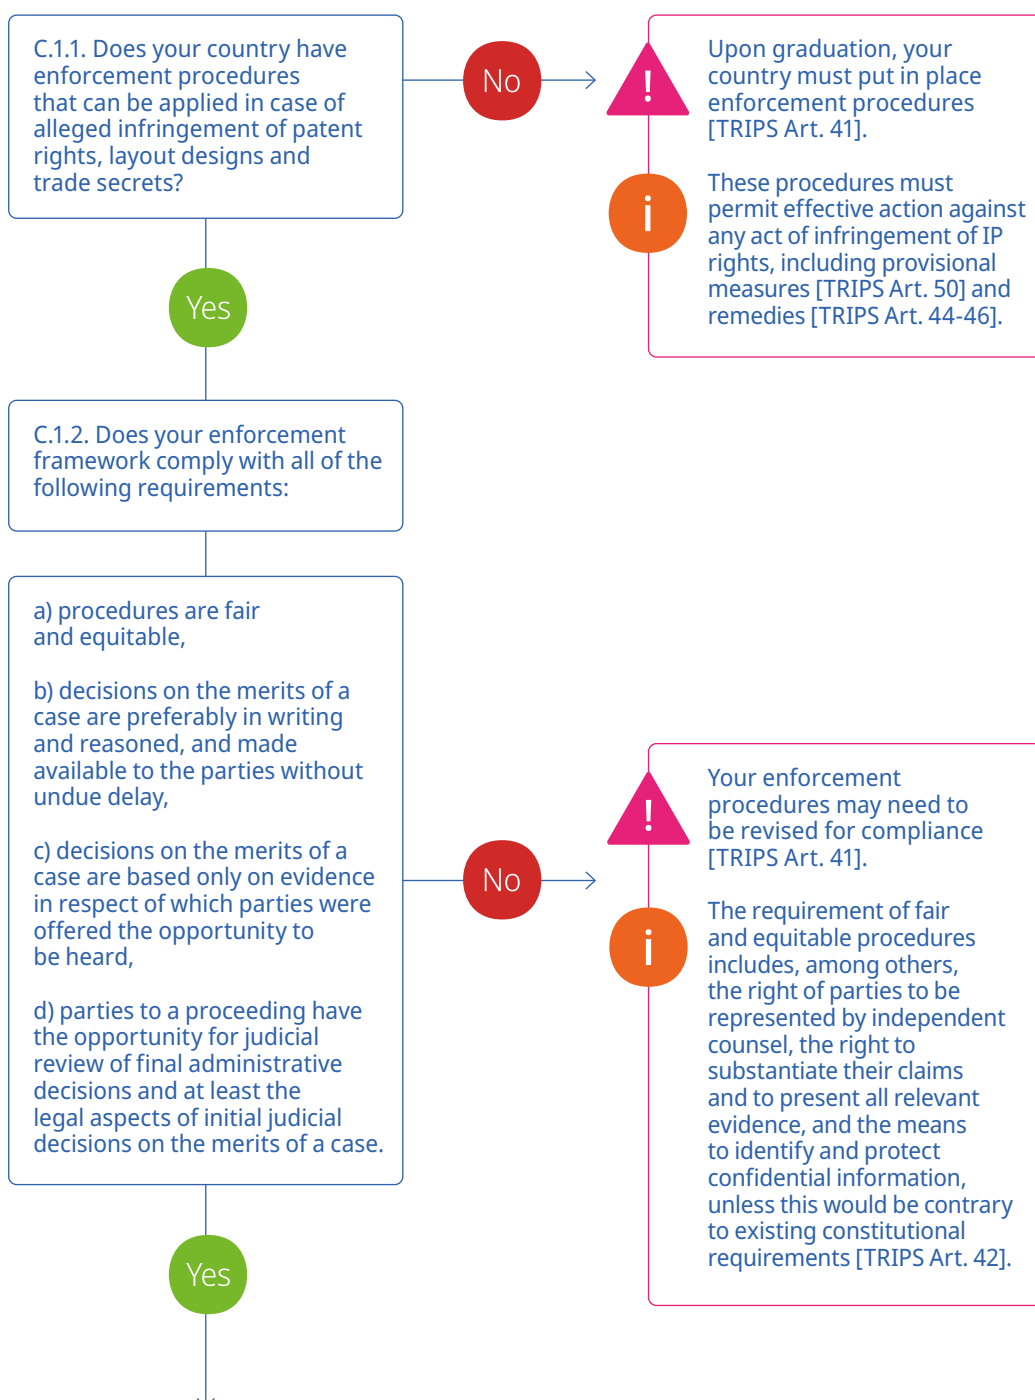 C.1.1. Does your country have
enforcement procedures
that can be applied in case of
alleged infringement of patent
rights, layout designs and
trade secrets?
No
!
Upon graduation, your
country must put in place
enforcement procedures
[TRIPS Art. 41].
i
These procedures must
permit effective action against
any act of infringement of IP
rights, including provisional
measures [TRIPS Art. 50] and
remedies [TRIPS Art. 44-46].
Yes
C.1.2. Does your enforcement
framework comply with all of the
following requirements:
a) procedures are fair
and equitable,
b) decisions on the merits of a
case are preferably in writing
and reasoned, and made
available to the parties without
undue delay,
c) decisions on the merits of a
case are based only on evidence
in respect of which parties were
offered the opportunity to
be heard,
d) parties to a proceeding have
the opportunity for judicial
review of final administrative
decisions and at least the
legal aspects of initial judicial
decisions on the merits of a case.
No
!
Your enforcement
procedures may need to
be revised for compliance
[TRIPS Art. 41].
i
The requirement of fair
and equitable procedures
includes, among others,
the right of parties to be
represented by independent
counsel, the right to
substantiate their claims
and to present all relevant
evidence, and the means
to identify and protect
confidential information,
unless this would be contrary
to existing constitutional
requirements [TRIPS Art. 42].
Yes